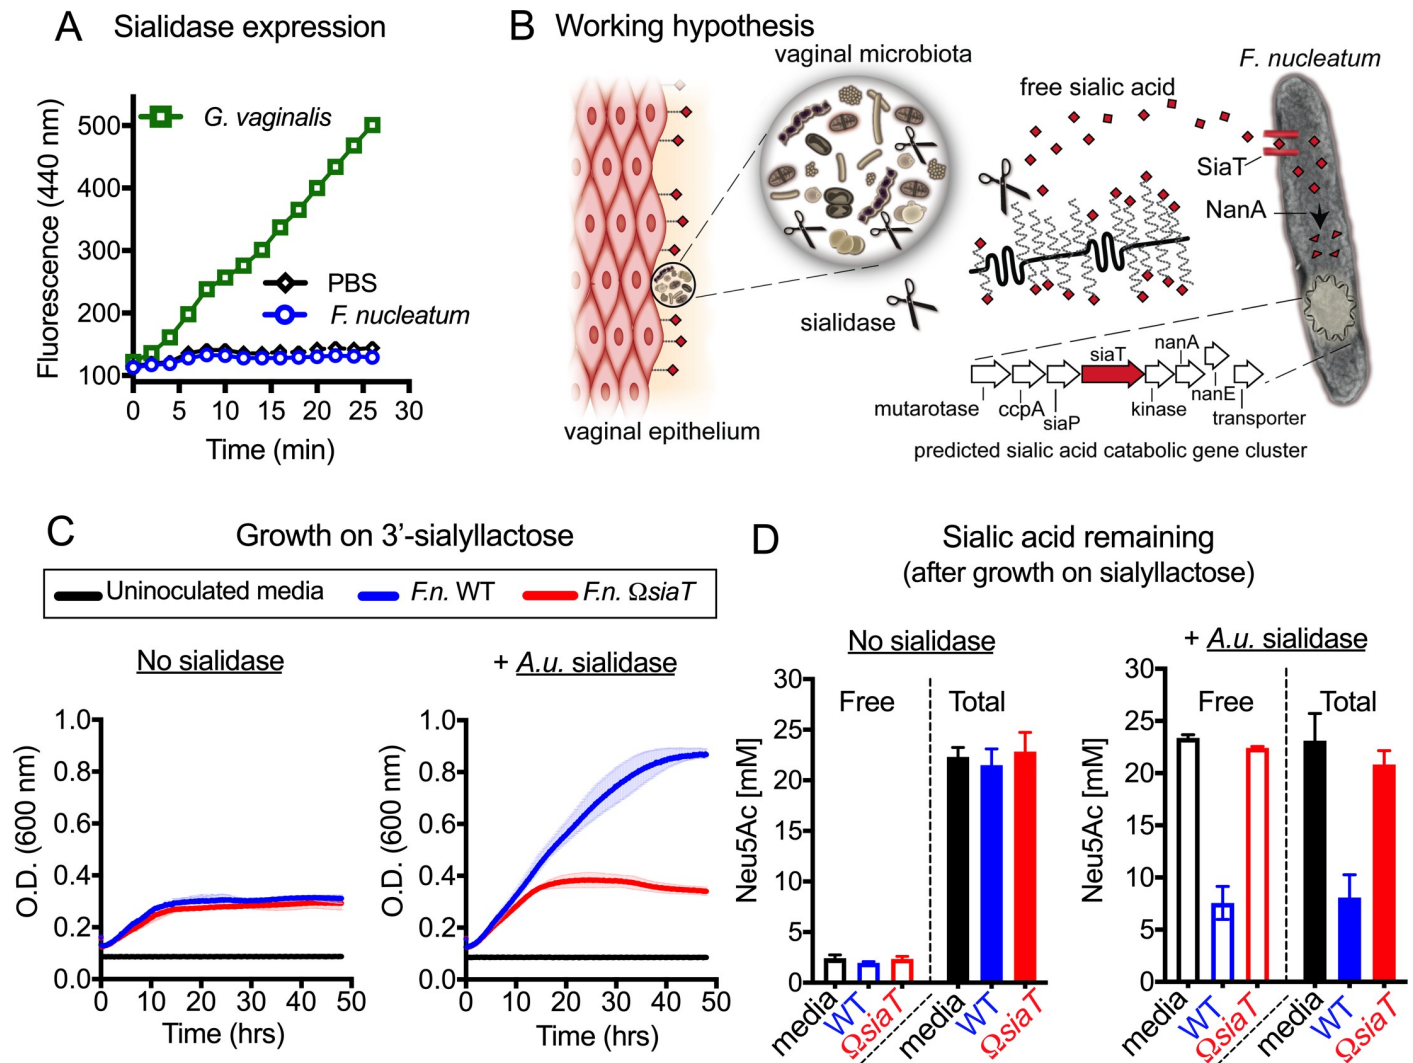 A Sialidase expression
Fluorescence (440 nm)
500
400
300
200
100
G. vaginalis
PBS
F. nucleatum
0 5 10 15 20 25 30
Time (min)
B Working hypothesis
vaginal microbiota
F. nucleatum
free sialic acid
SiaT
NanA
sialidase
vaginal epithelium
siaT
nanA
mutarotase
ccpA
siaP
kinase
nanE
transporter
predicted sialic acid catabolic gene cluster
C Growth on 3'-sialyllactose
Uninoculated media F.n. WT F.n. ΩsiaT
No sialidase
O.D. (600 nm)
1.0
0.8
0.6
0.4
0.2
0.0
0 10 20 30 40 50
Time (hrs)
+ A.u. sialidase
O.D. (600 nm)
1.0
0.8
0.6
0.4
0.2
0.0
0 10 20 30 40 50
Time (hrs)
D Sialic acid remaining
(after growth on sialyllactose)
No sialidase
Free Total
Neu5Ac [mM]
30
25
20
15
10
5
0
media WT ΩsiaT media WT ΩsiaT
+ A.u. sialidase
Free Total
Neu5Ac [mM]
30
25
20
15
10
5
0
media WT ΩsiaT media WT ΩsiaT